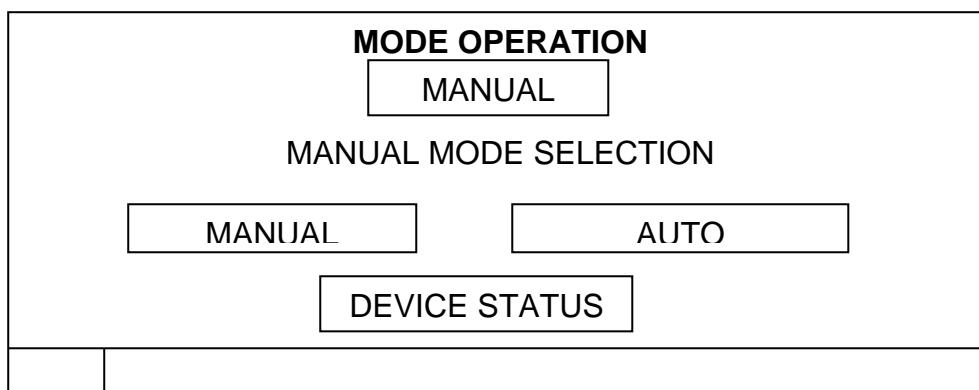 MODE OPERATION
MANUAL
MANUAL MODE SELECTION
MANUAL AUTO
DEVICE STATUS